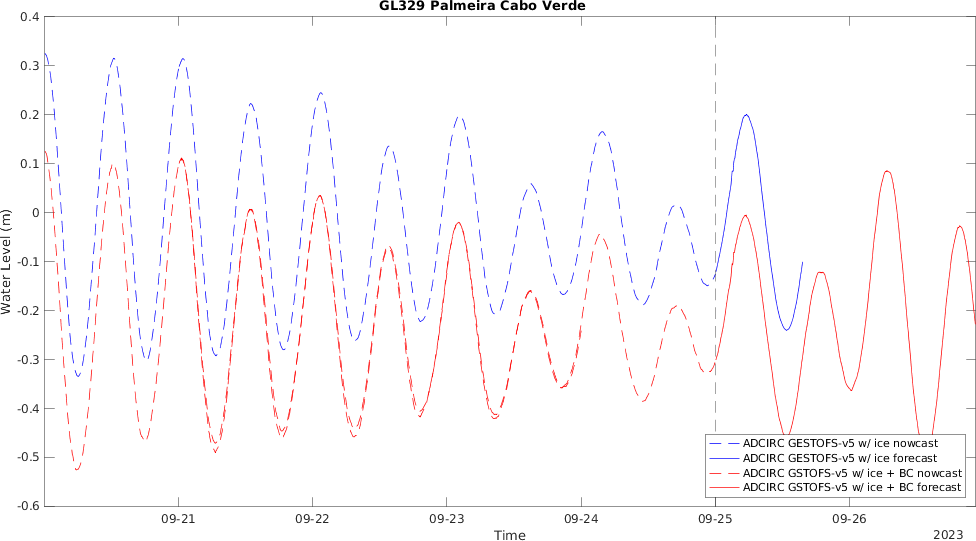 GL329 Palmeira Cabo Verde
0.4
0.3
0.2
0.1
0
-0.1
-0.2
-0.3
-0.4
-0.5
-0.6
Water Level (m)
ADCIRC GESTOFS-v5 w/ ice nowcast
ADCIRC GESTOFS-v5 w/ ice forecast
ADCIRC GSTOFS-v5 w/ ice + BC nowcast
ADCIRC GSTOFS-v5 w/ ice + BC forecast
09-21 09-22 09-23 09-24 09-25 09-26
Time
2023